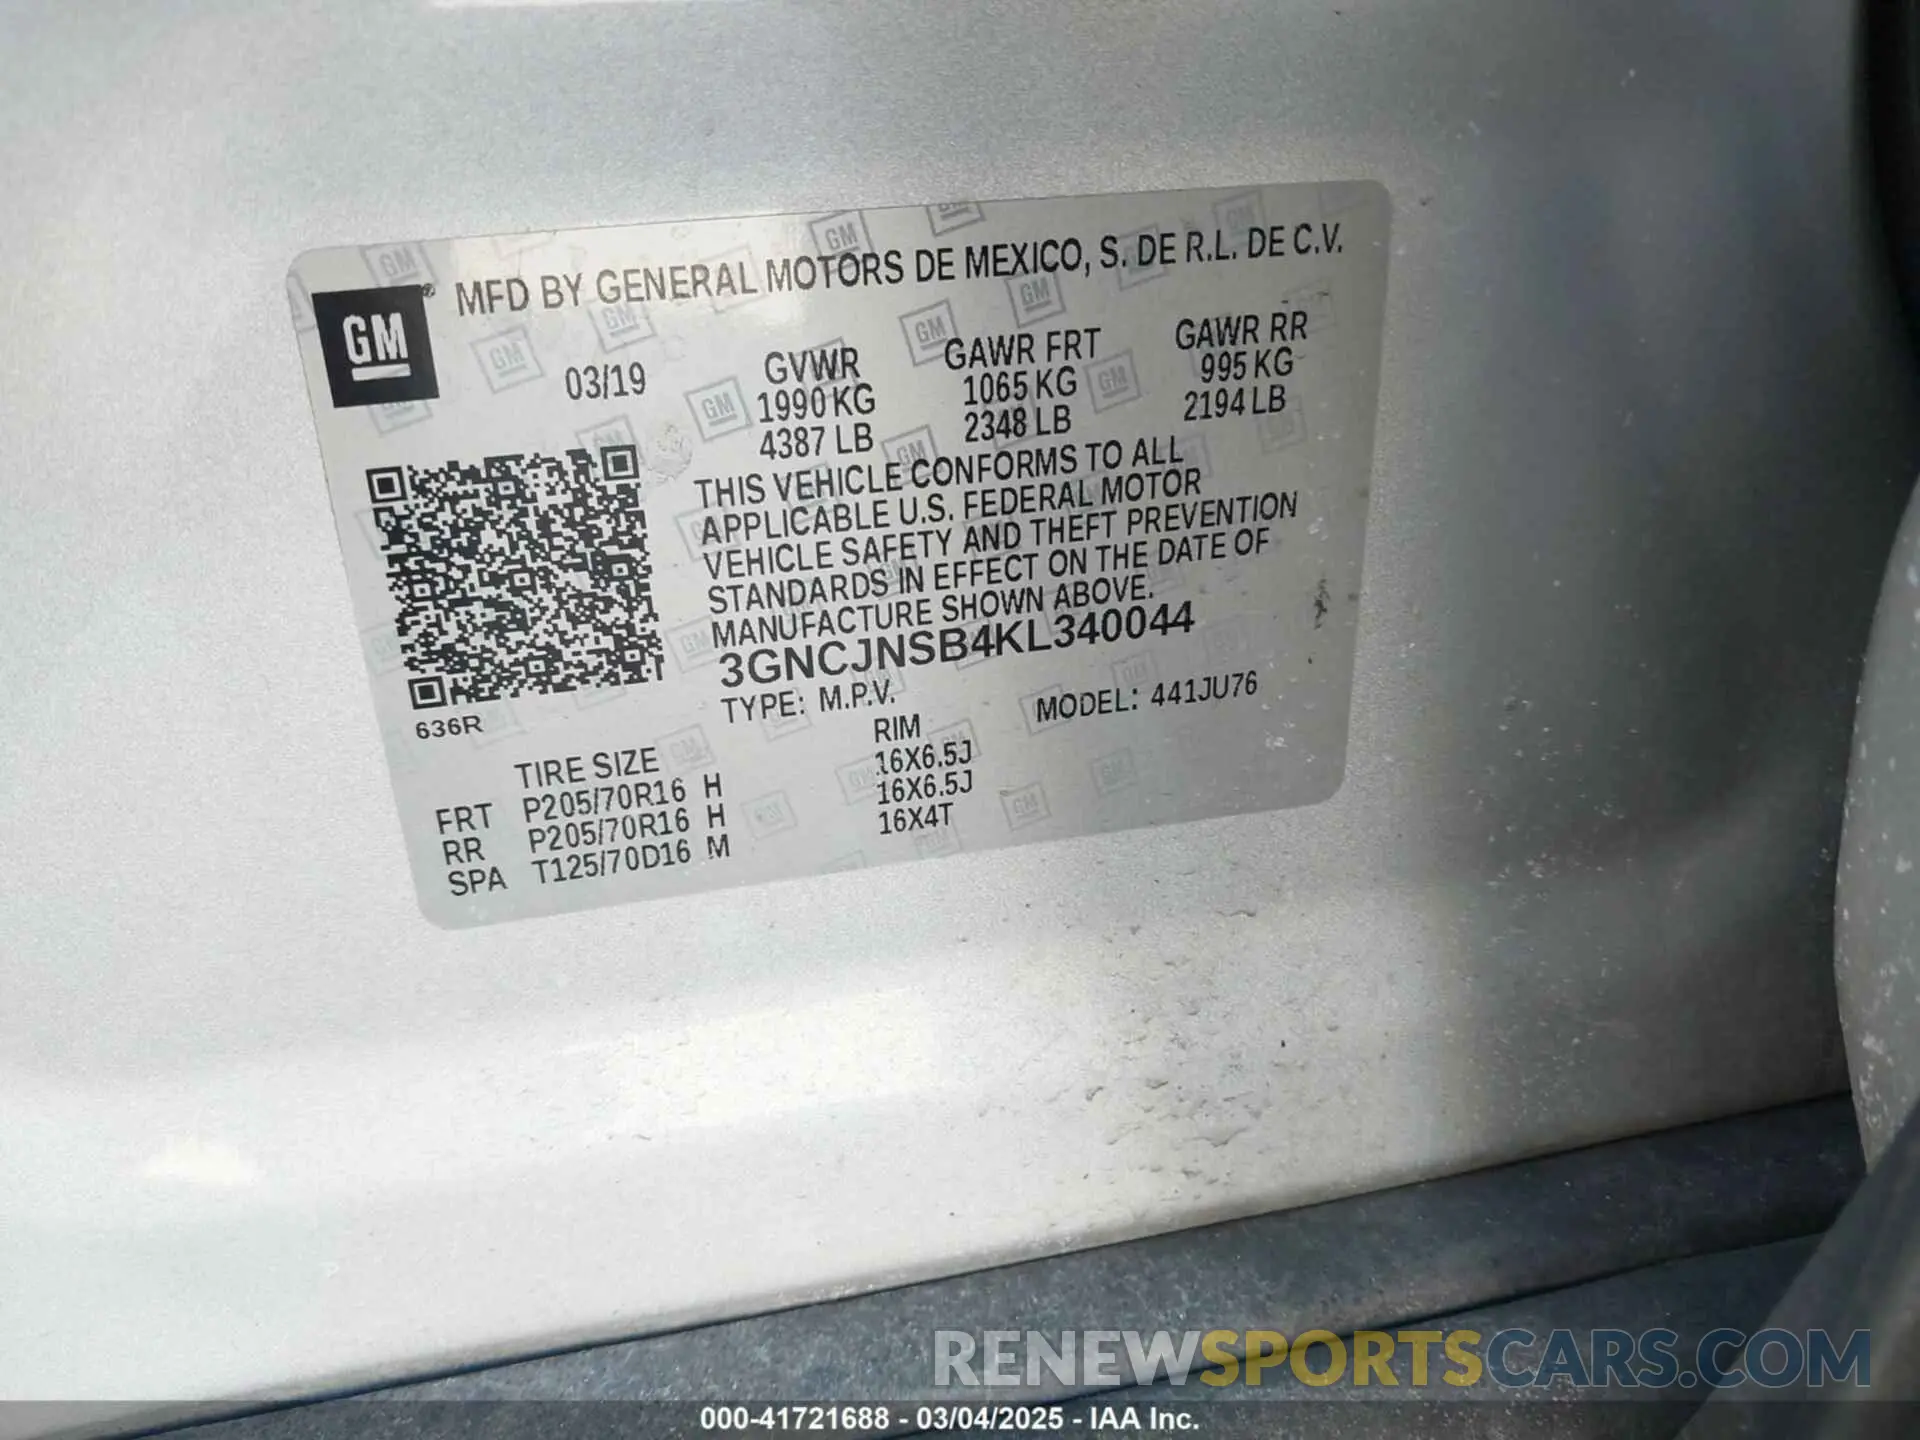 MFD BY GENERAL MOTORS DE MEXICO, S. DE R.L. DE C.V.
GM®
03/19
GVWR GAWR FRT GAWR RR
1990 KG 1065 KG 995 KG
4387 LB 2348 LB 2194 LB
THIS VEHICLE CONFORMS TO ALL
APPLICABLE U.S. FEDERAL MOTOR
VEHICLE SAFETY AND THEFT PREVENTION
STANDARDS IN EFFECT ON THE DATE OF
MANUFACTURE SHOWN ABOVE.
3GNCJNSB4KL340044
TYPE: M.P.V. MODEL: 441JU76
636R
TIRE SIZE RIM
FRT P205/70R16 H 16X6.5J
RR P205/70R16 H 16X6.5J
SPA T125/70D16 M 16X4T
RENEWSPORTSCARS.COM
000-41721688 - 03/04/2025 - IAA Inc.